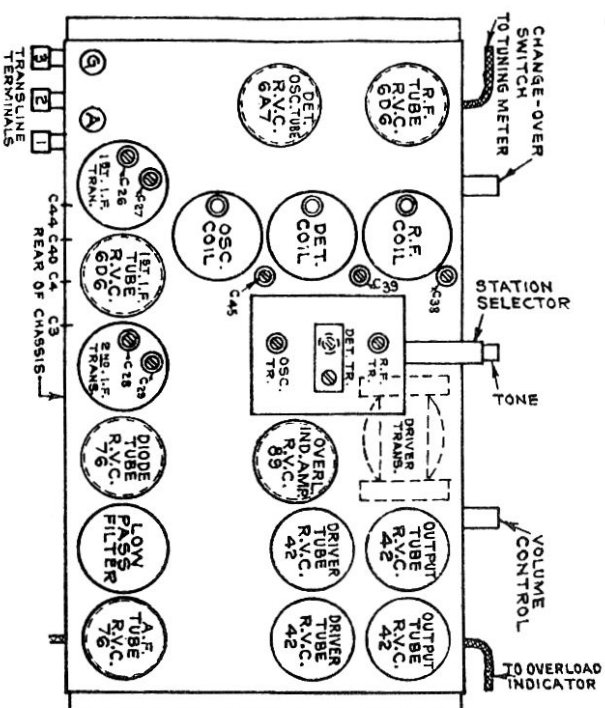 TO TUNING METER
CHANGE-OVER
SWITCH
TRANSLINE
TERMINALS
3
2
1
G
A
DET.
OSC. TUBE
R.V.C.
6A7
R.F.
TUBE
R.V.C.
6D6
1ST. I.F.
TRAN.
C26
C27
OSC.
COIL
DET.
COIL
R.F.
COIL
C44
C40
C4
C3
REAR OF CHASSIS
1ST. I.F
TUBE
R.V.C.
6D6
C45
C39
C38
STATION
SELECTOR
TONE
2ND. I.F.
TRANS.
C28
C29
OSC.
TR.
DET. TR.
R.F.
TR.
DRIVER
TRANS.
DIODE
TUBE
R.V.C.
76
OVERL.
IND. AMP.
R.V.C.
89
LOW
PASS
FILTER
DRIVER
TUBE
R.V.C.
42
OUTPUT
TUBE
R.V.C.
42
VOLUME
CONTROL
A.F.
TUBE
R.V.C.
76
DRIVER
TUBE
R.V.C.
42
OUTPUT
TUBE
R.V.C.
42
TO OVERLOAD
INDICATOR